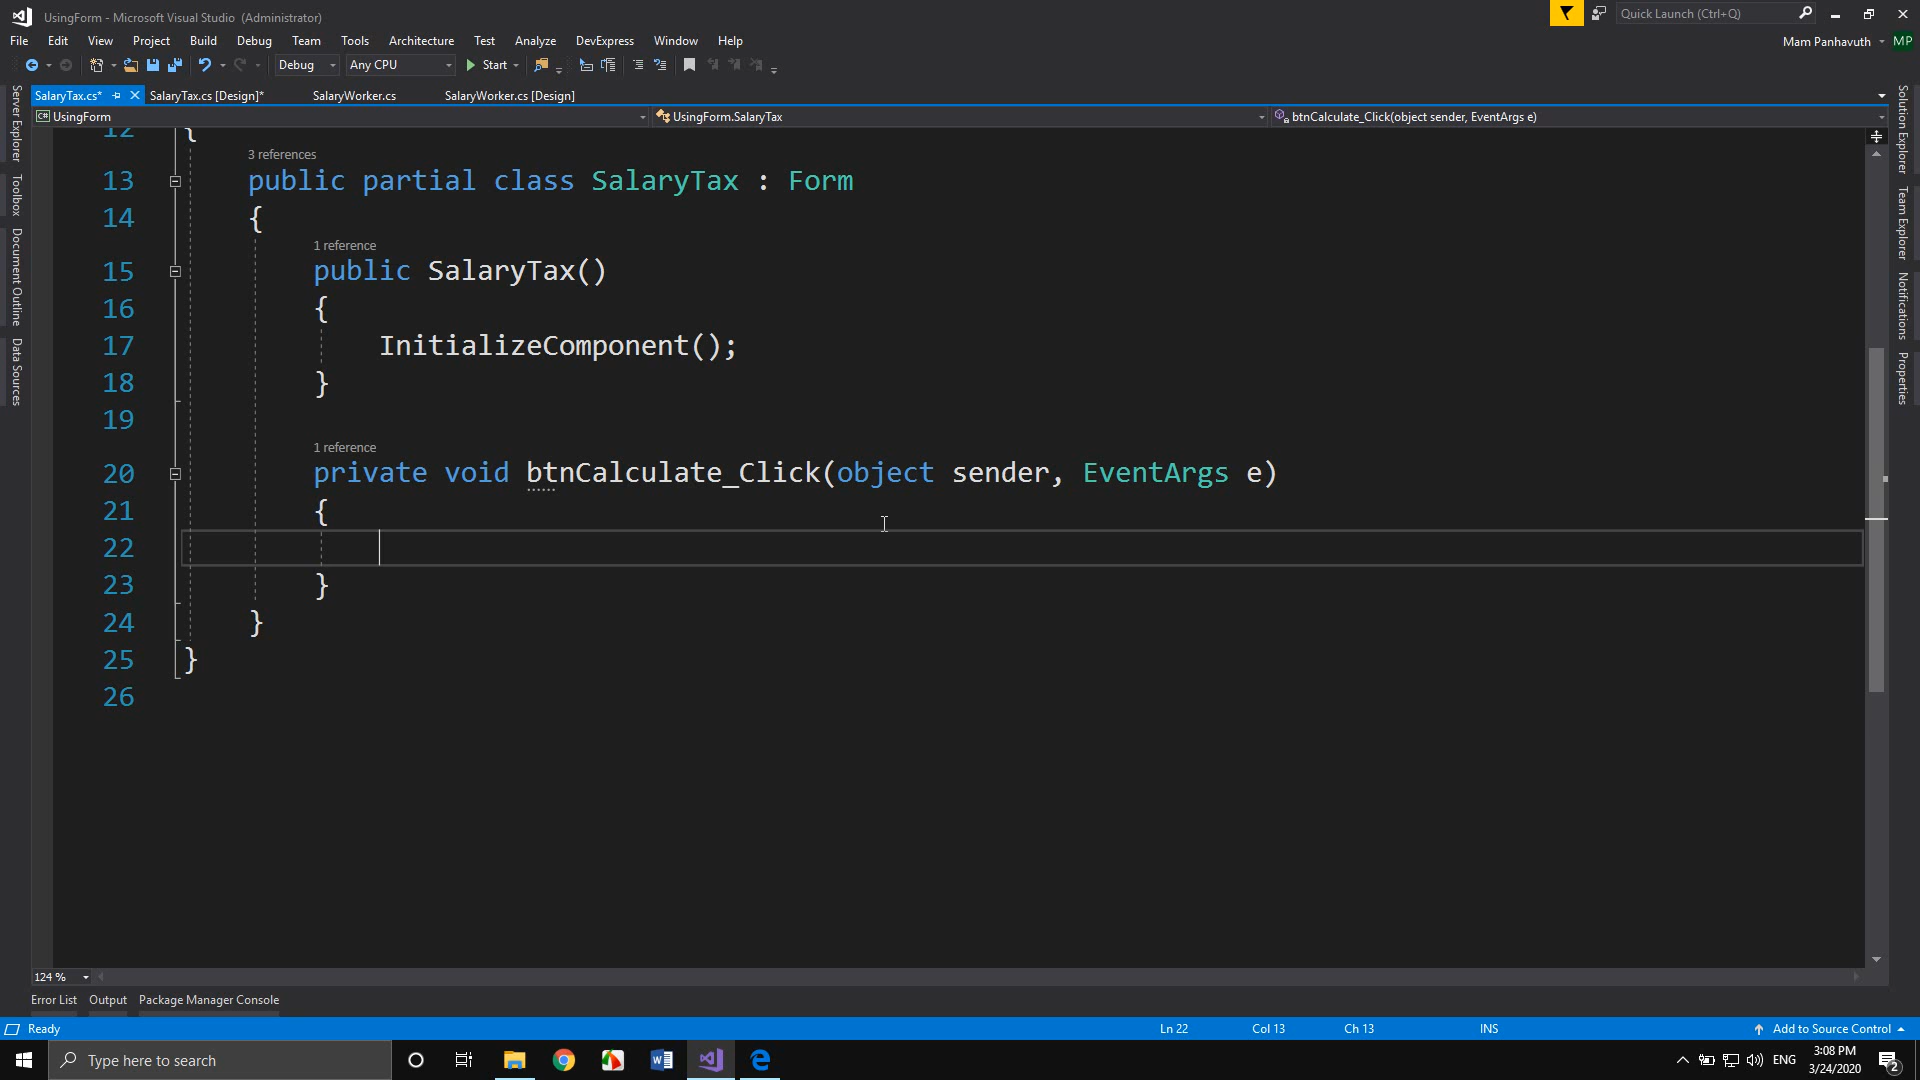 UsingForm - Microsoft Visual Studio (Administrator)
Quick Launch (Ctrl+Q)
File Edit View Project Build Debug Team Tools Architecture Test Analyze DevExpress Window Help
Mam Panhavuth MP
Debug Any CPU Start
SalaryTax.cs* SalaryTax.cs [Design]* SalaryWorker.cs SalaryWorker.cs [Design]
C# UsingForm UsingForm.SalaryTax btnCalculate_Click(object sender, EventArgs e)
Server Explorer
Toolbox
Document Outline
Data Sources
Solution Explorer
Team Explorer
Notifications
Properties
12 {
3 references
13 public partial class SalaryTax : Form
14 {
1 reference
15 public SalaryTax()
16 {
17 InitializeComponent();
18 }
19
1 reference
20 private void btnCalculate_Click(object sender, EventArgs e)
21 {
22
23 }
24 }
25 }
26
124 %
Error List Output Package Manager Console
Ready Ln 22 Col 13 Ch 13 INS Add to Source Control
Type here to search
ENG
3:08 PM
3/24/2020
2